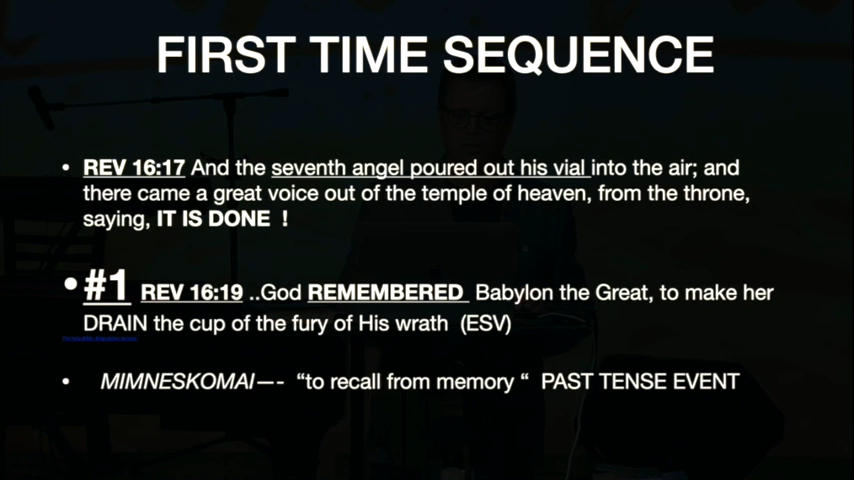 FIRST TIME SEQUENCE
• REV 16:17 And the seventh angel poured out his vial into the air; and
there came a great voice out of the temple of heaven, from the throne,
saying, IT IS DONE !
• #1 REV 16:19 ..God REMEMBERED Babylon the Great, to make her
DRAIN the cup of the fury of His wrath (ESV)
• MIMNESKOMAI—- “to recall from memory “ PAST TENSE EVENT